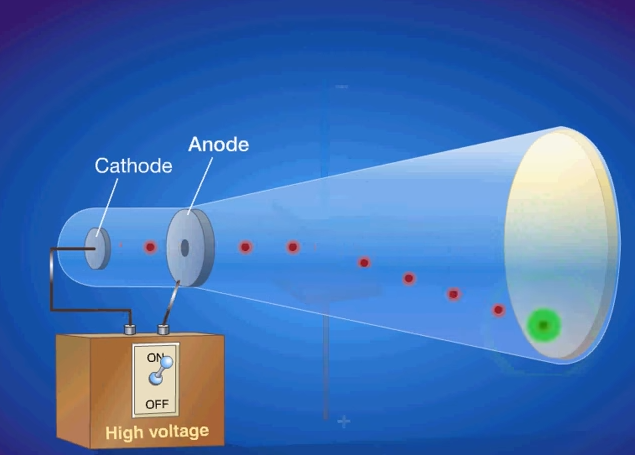 Anode
Cathode
ON
OFF
High voltage
−
+